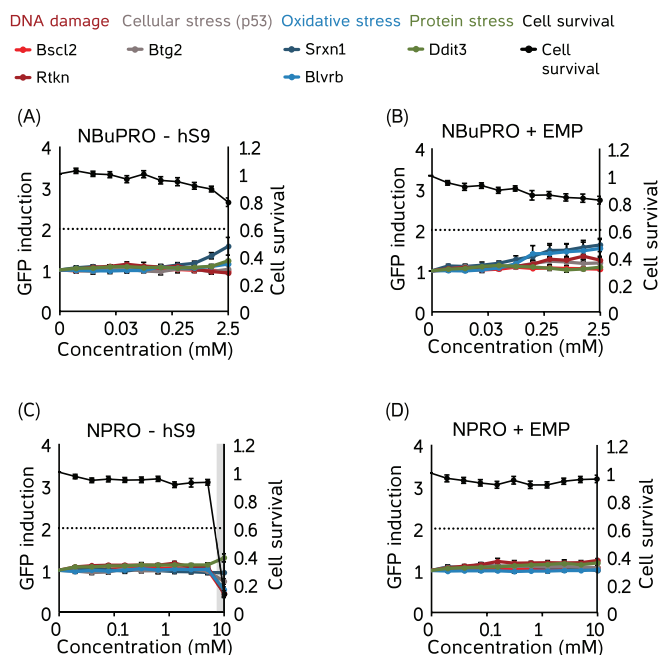 DNA damage Cellular stress (p53) Oxidative stress Protein stress Cell survival
Bscl2 Btg2 Srxn1 Ddit3 Cell survival
Rtkn Blvrb
(A)
NBuPRO - hS9
4 3 2 1 0
GFP induction
1.2 1 0.8 0.6 0.4 0.2 0
Cell survival
0 0.03 0.25 2.5
Concentration (mM)
(B)
NBuPRO + EMP
4 3 2 1 0
GFP induction
1.2 1 0.8 0.6 0.4 0.2 0
Cell survival
0 0.03 0.25 2.5
Concentration (mM)
(C)
NPRO - hS9
4 3 2 1 0
GFP induction
1.2 1 0.8 0.6 0.4 0.2 0
Cell survival
0 0.1 1 10
Concentration (mM)
(D)
NPRO + EMP
4 3 2 1 0
GFP induction
1.2 1 0.8 0.6 0.4 0.2 0
Cell survival
0 0.1 1 10
Concentration (mM)